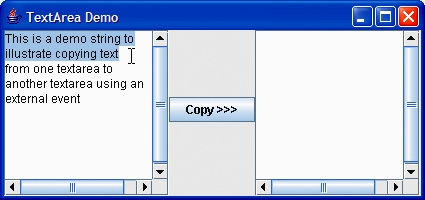 TextArea Demo
This is a demo string to
illustrate copying text
from one textarea to
another textarea using an
external event
Copy >>>